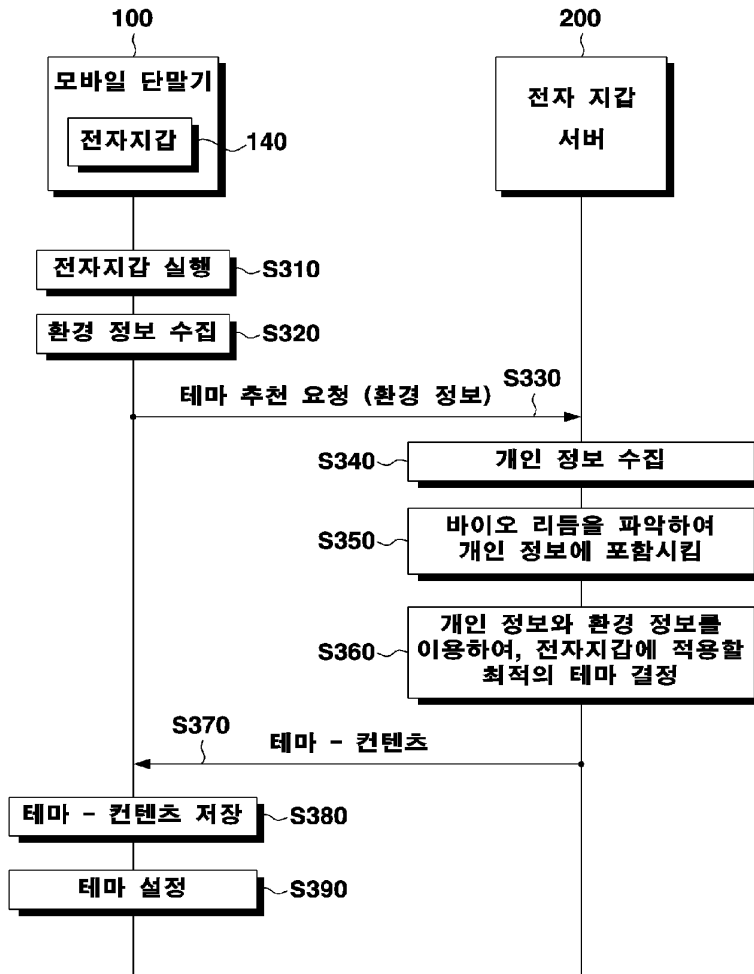 100
200
모바일 단말기
전자지갑
140
전자 지갑
서버
전자지갑 실행
S310
환경 정보 수집
S320
S330
테마 추천 요청 (환경 정보)
S340
개인 정보 수집
S350
바이오 리듬을 파악하여
개인 정보에 포함시킴
S360
개인 정보와 환경 정보를
이용하여, 전자지갑에 적용할
최적의 테마 결정
S370
테마 - 컨텐츠
테마 - 컨텐츠 저장
S380
테마 설정
S390